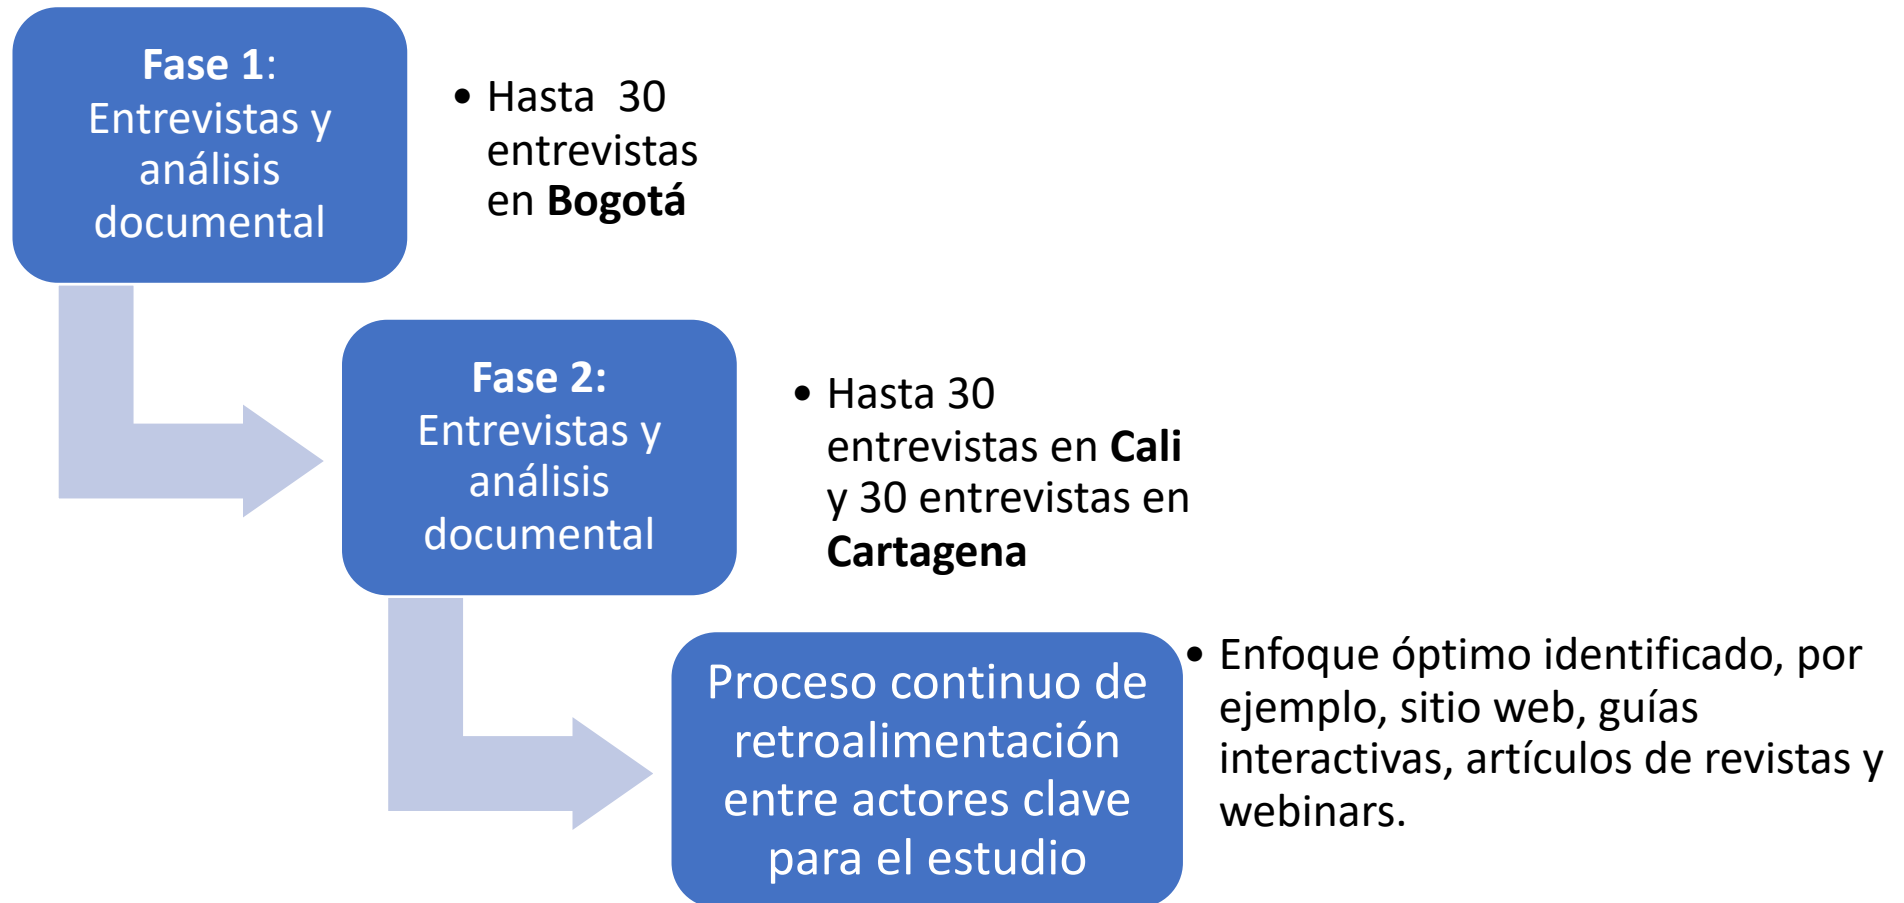 Fase 1:
Entrevistas y
análisis
documental
• Hasta  30
entrevistas
en Bogotá
Fase 2:
Entrevistas y
análisis
documental
• Hasta 30
entrevistas en Cali
y 30 entrevistas en
Cartagena
Proceso continuo de
retroalimentación
entre actores clave
para el estudio
• Enfoque óptimo identificado, por
ejemplo, sitio web, guías
interactivas, artículos de revistas y
webinars.